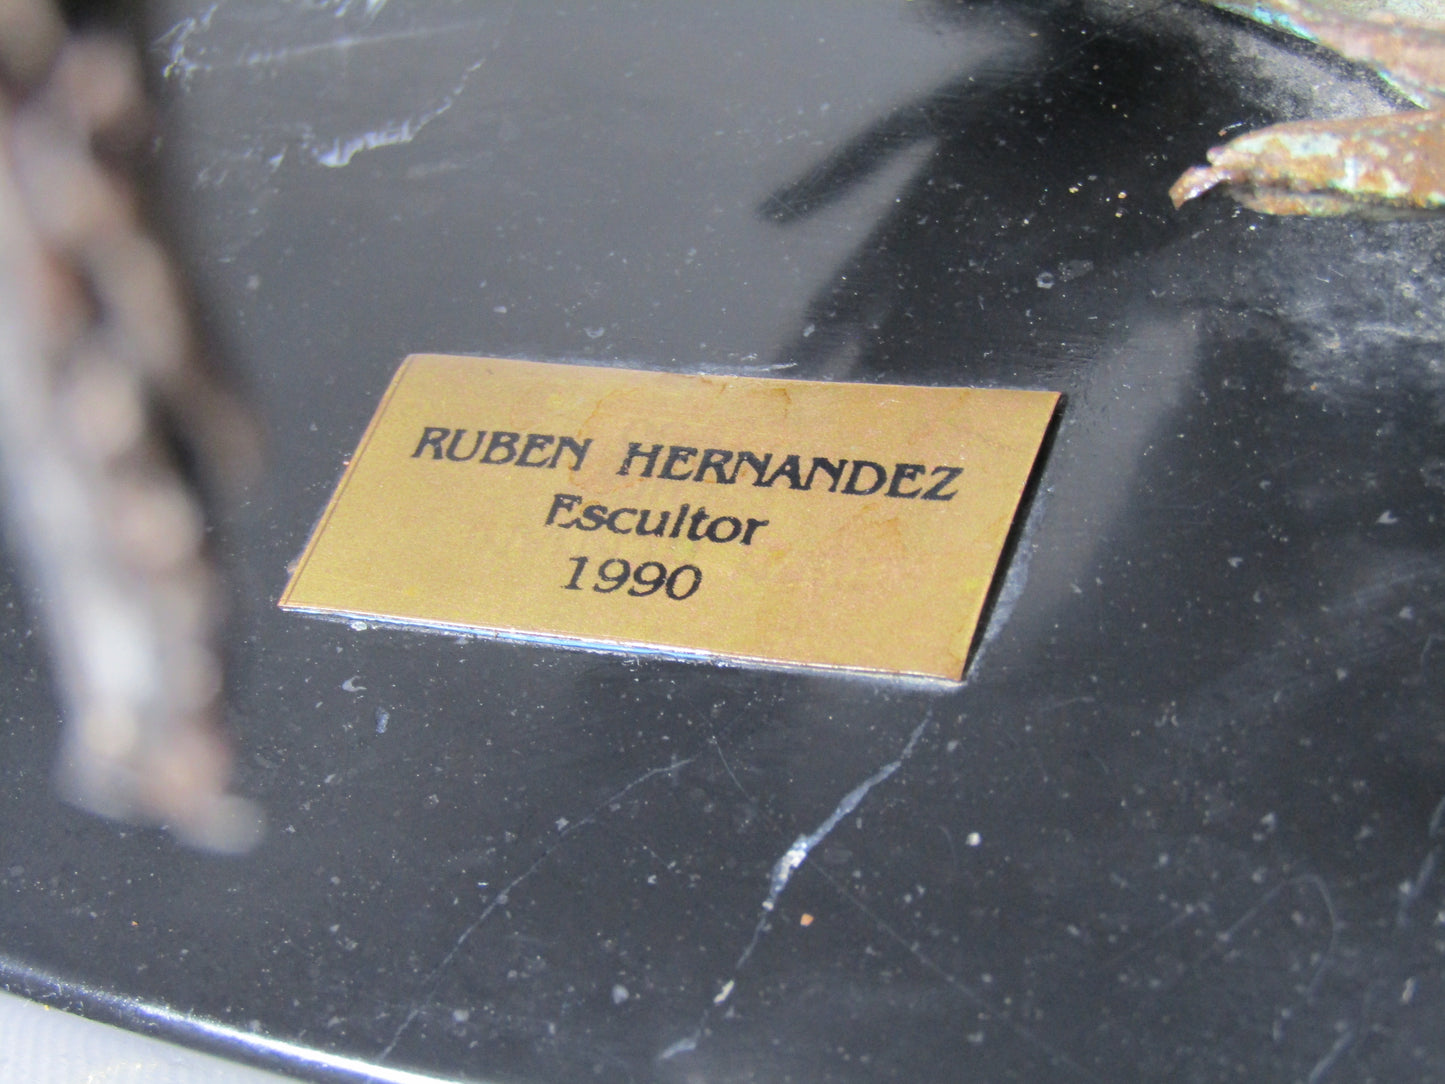 RUBEN HERNANDEZ
Escultor
1990